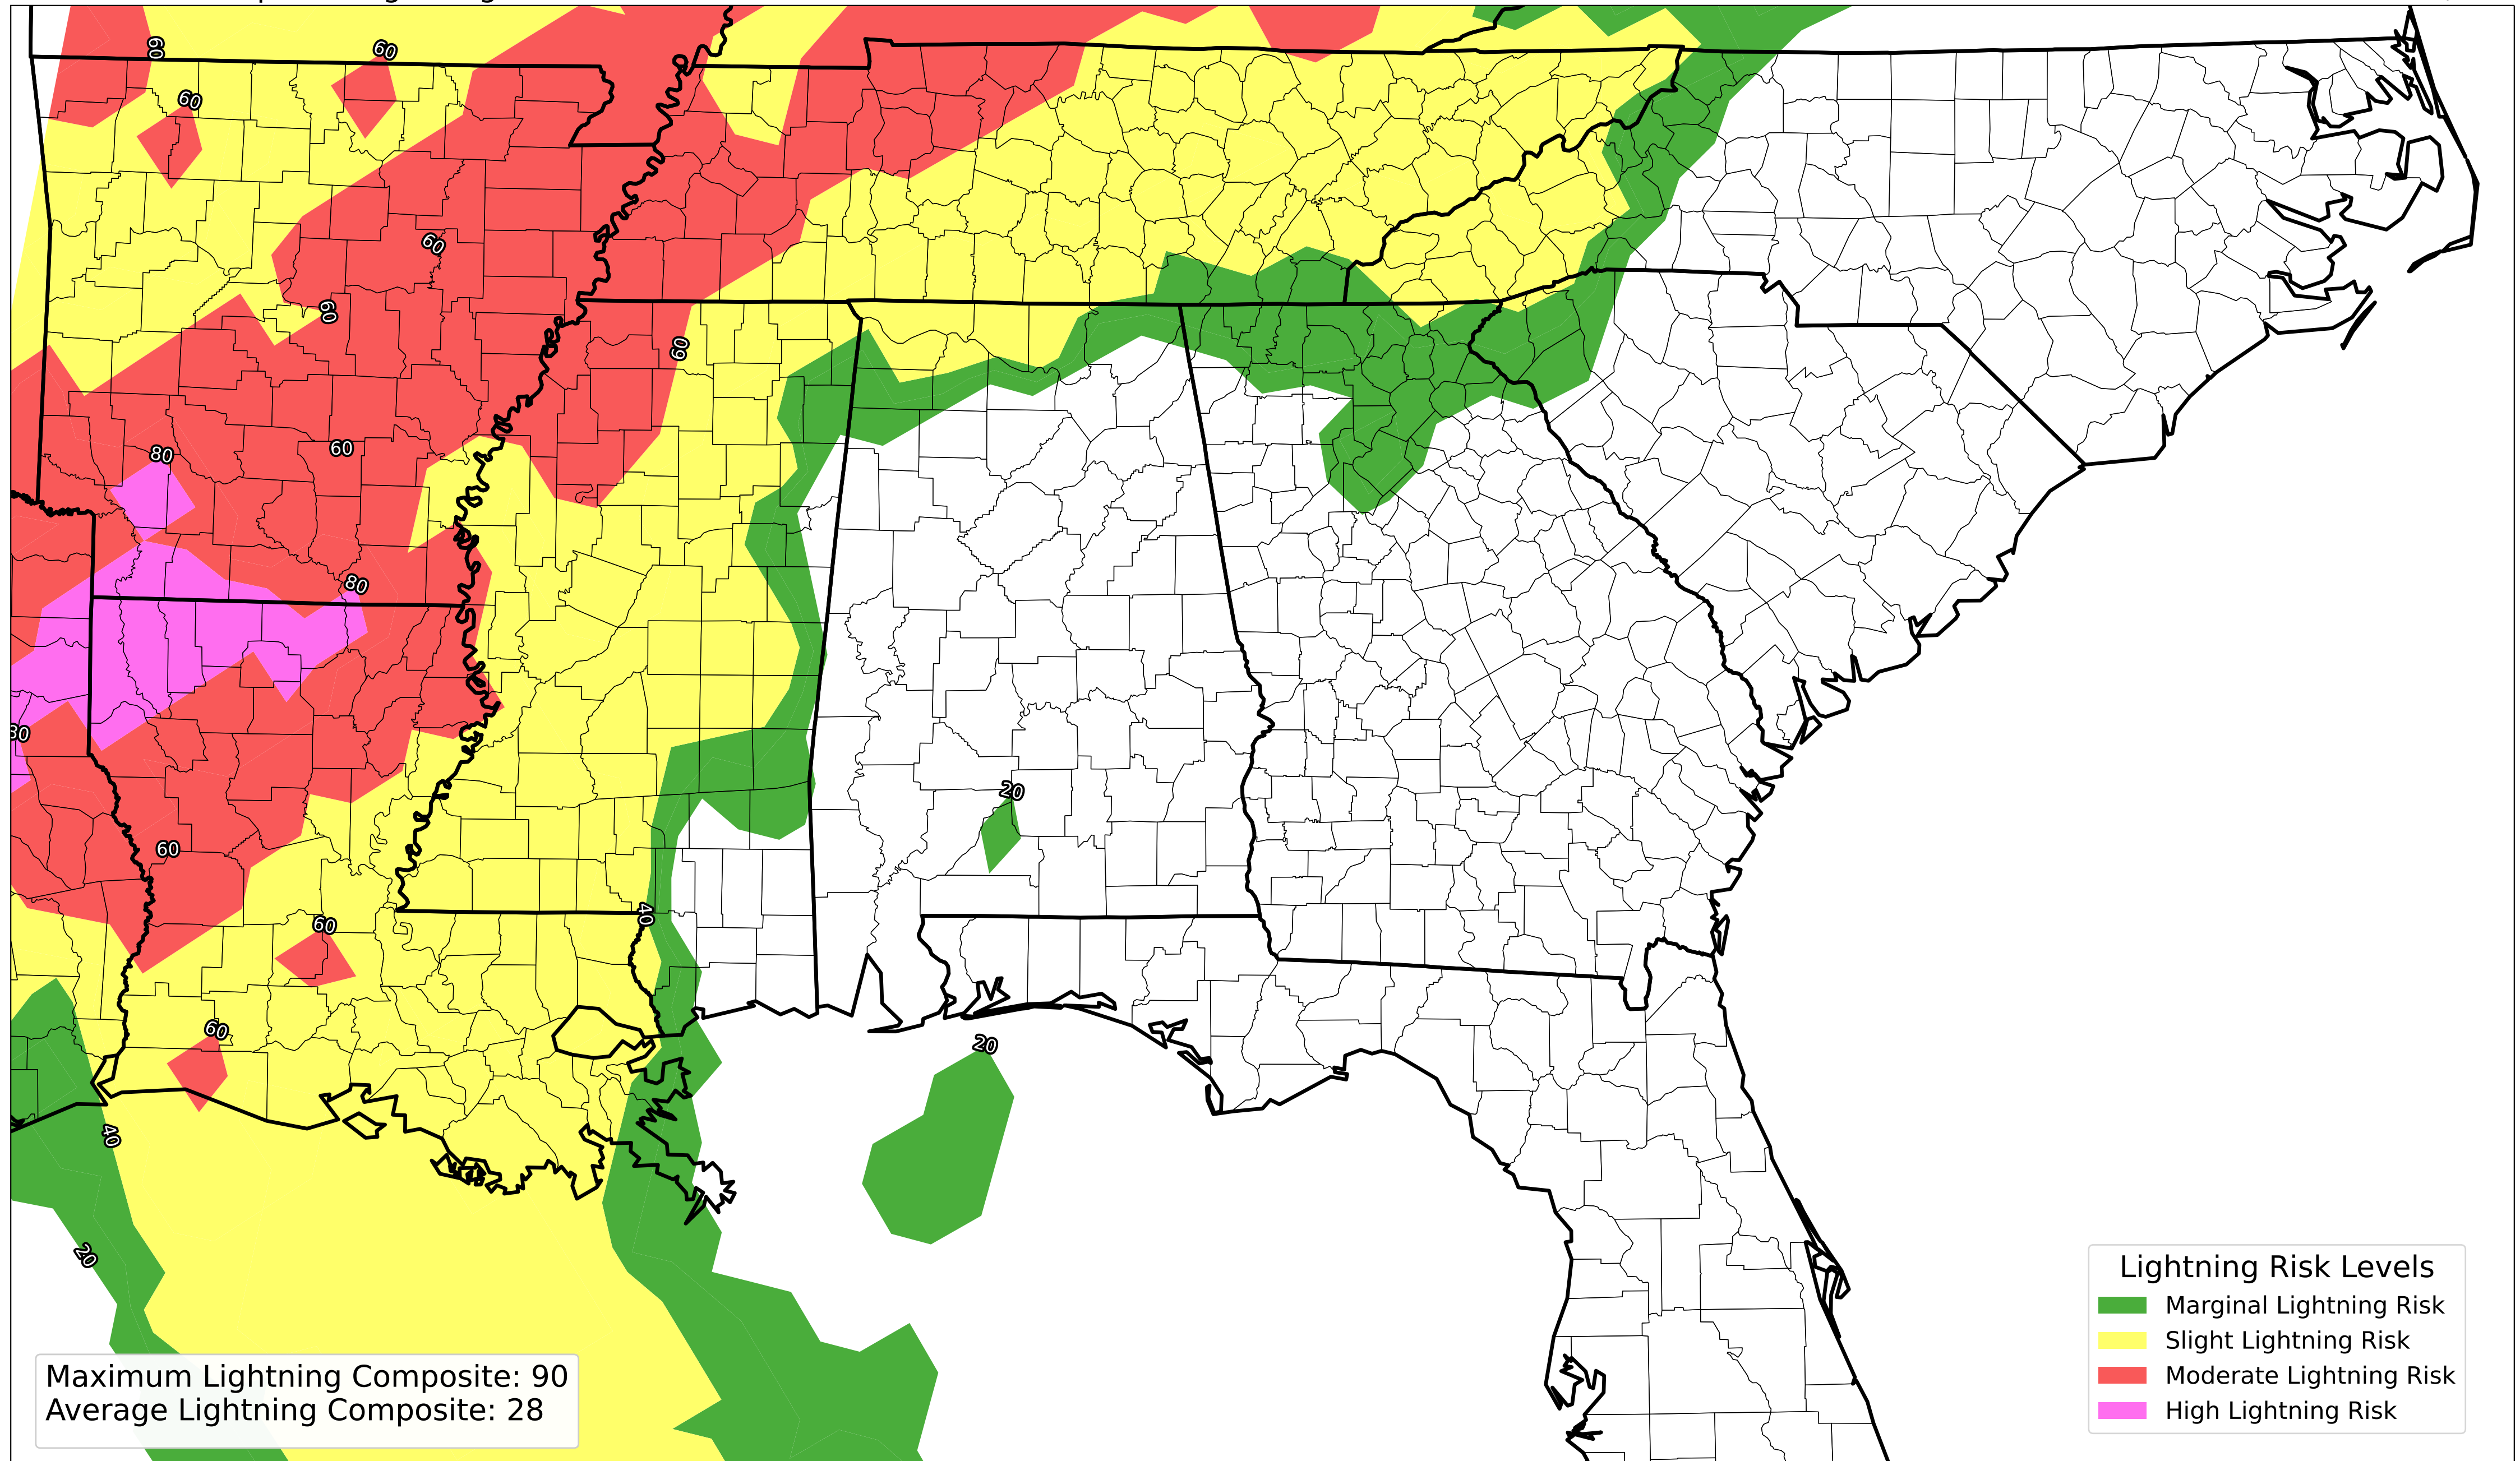 60
60
60
60
60
60
60
80
80
80
60
20
40
60
60
20
40
20
Lightning Risk Levels
Marginal Lightning Risk
Slight Lightning Risk
Moderate Lightning Risk
High Lightning Risk
Maximum Lightning Composite: 90
Average Lightning Composite: 28